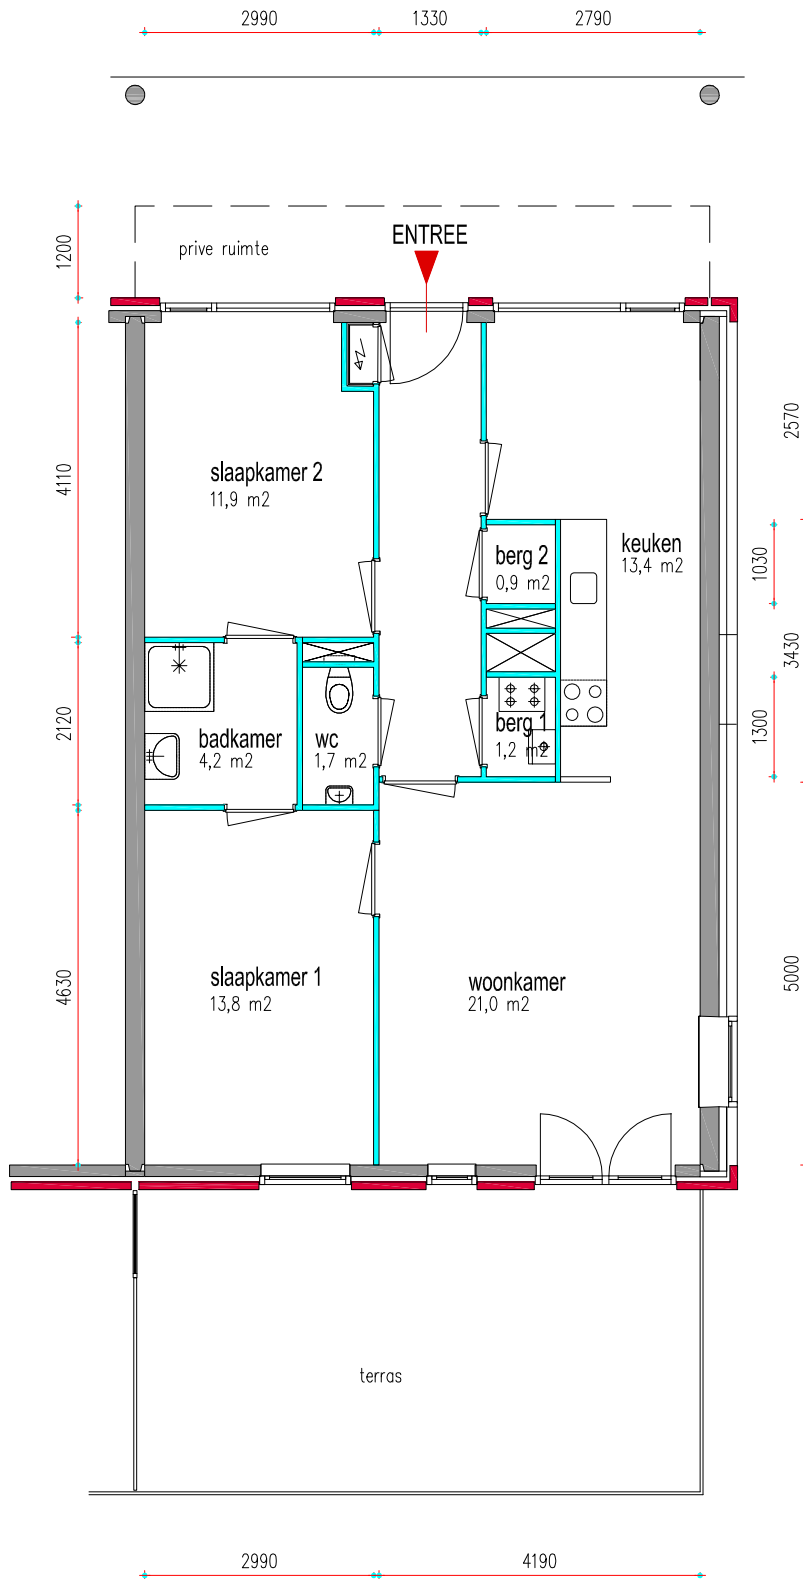 2990 1330 2790
ENTREE
prive ruimte
1200
slaapkamer 2
11,9 m2
4110
2570
berg 2
0,9 m2
keuken
13,4 m2
1030
3430
badkamer
4,2 m2
wc
1,7 m2
berg 1
1,2 m2
2120
1300
slaapkamer 1
13,8 m2
woonkamer
21,0 m2
4630
5000
terras
2990 4190